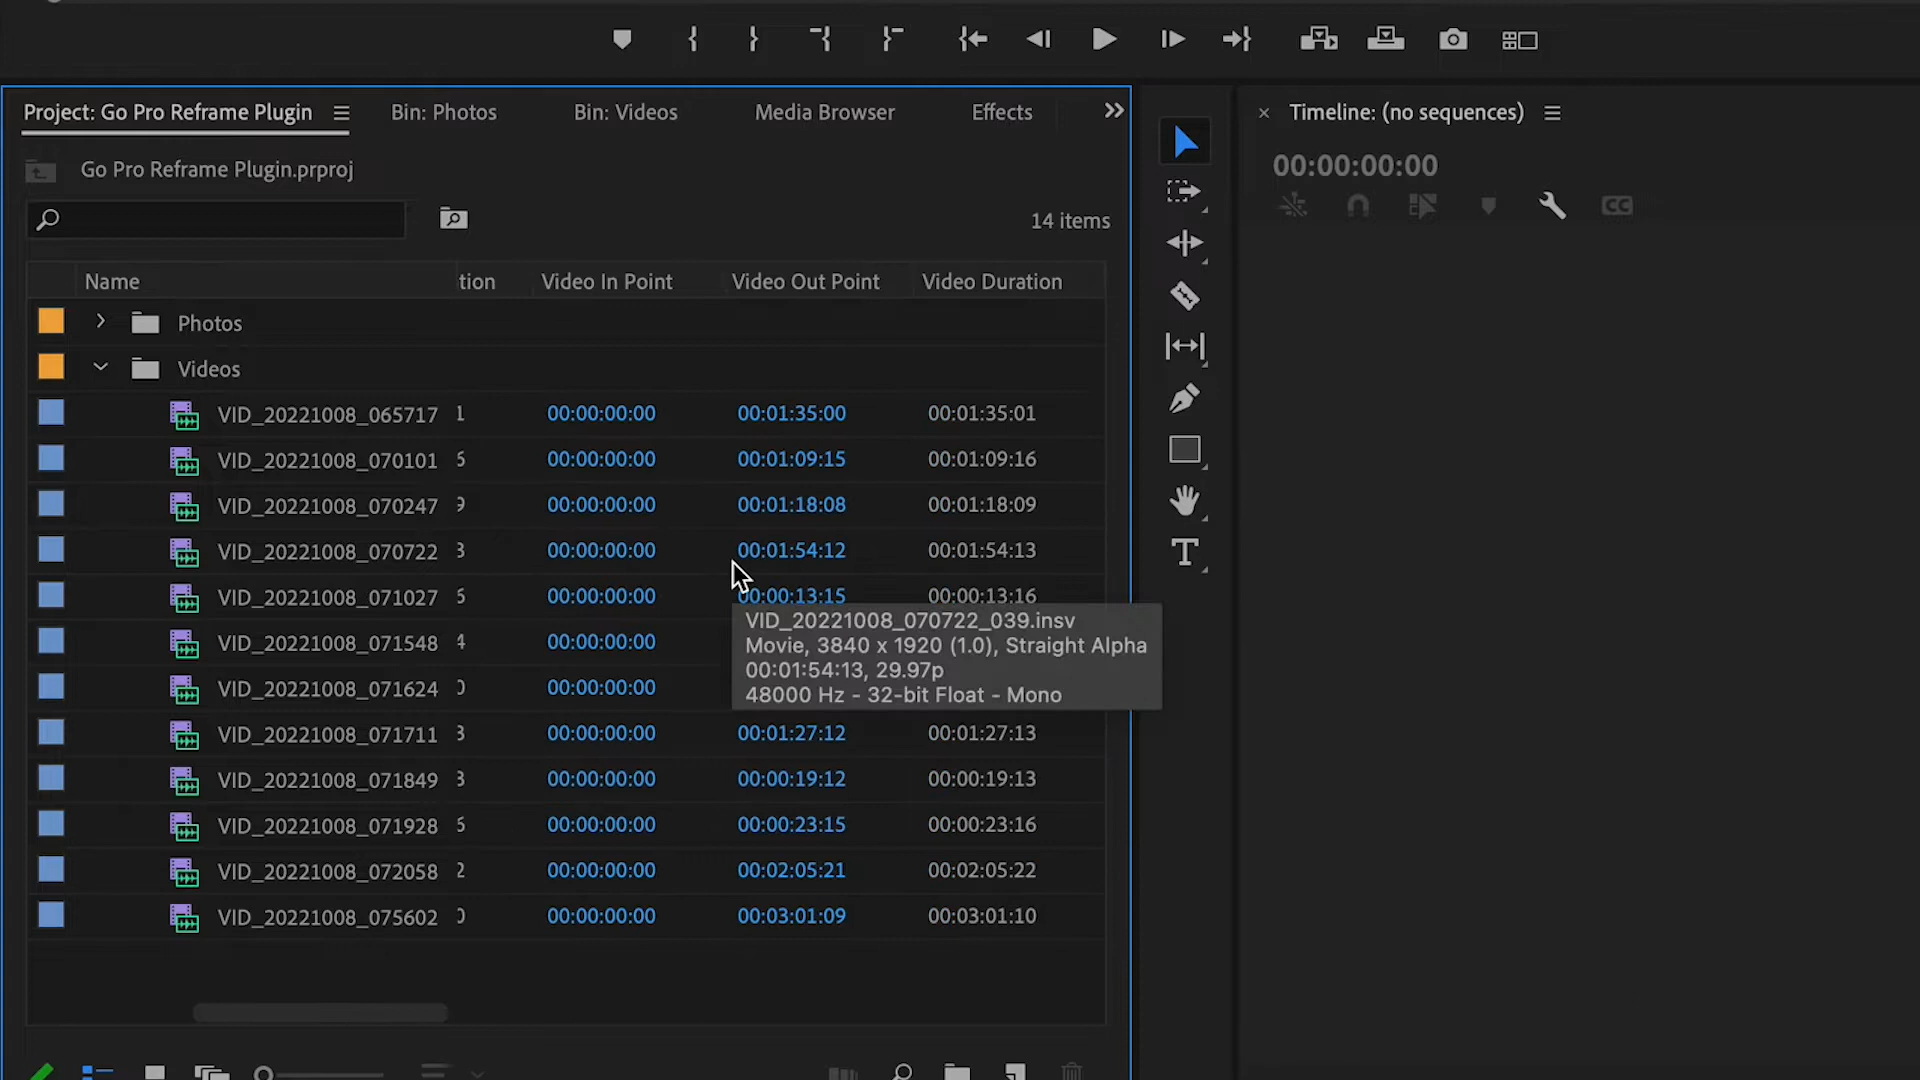 Project: Go Pro Reframe Plugin Bin: Photos Bin: Videos Media Browser Effects
Timeline: (no sequences)
Go Pro Reframe Plugin.prproj
00:00:00:00
CC
14 items
Name tion Video In Point Video Out Point Video Duration
Photos
Videos
VID_20221008_065717 1 00:00:00:00 00:01:35:00 00:01:35:01
VID_20221008_070101 00:00:00:00 00:01:09:15 00:01:09:16
VID_20221008_070247 00:00:00:00 00:01:18:08 00:01:18:09
VID_20221008_070722 00:00:00:00 00:01:54:12 00:01:54:13
VID_20221008_071027 00:00:00:00 00:00:13:15 00:00:13:16
VID_20221008_071548 4 00:00:00:00
VID_20221008_071624 00:00:00:00
VID_20221008_070722_039.insv
Movie, 3840 x 1920 (1.0), Straight Alpha
00:01:54:13, 29.97p
48000 Hz - 32-bit Float - Mono
VID_20221008_071711 00:00:00:00 00:01:27:12 00:01:27:13
VID_20221008_071849 00:00:00:00 00:00:19:12 00:00:19:13
VID_20221008_071928 00:00:00:00 00:00:23:15 00:00:23:16
VID_20221008_072058 2 00:00:00:00 00:02:05:21 00:02:05:22
VID_20221008_075602 00:00:00:00 00:03:01:09 00:03:01:10